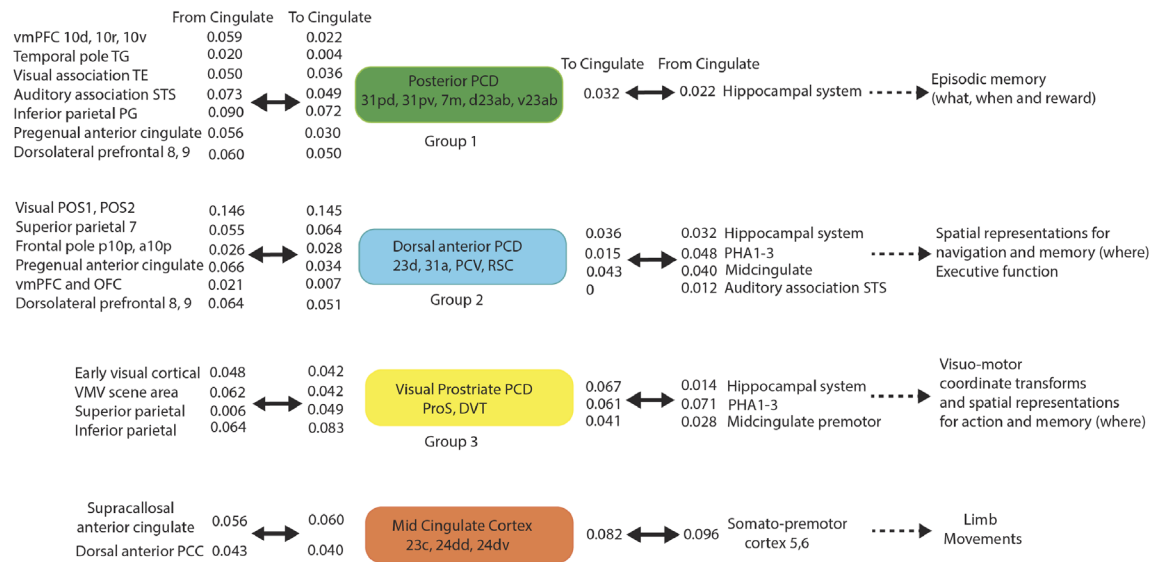 From Cingulate To Cingulate
vmPFC 10d, 10r, 10v 0.059 0.022
Temporal pole TG 0.020 0.004
Visual association TE 0.050 0.036
Auditory association STS 0.073 0.049
Inferior parietal PG 0.090 0.072
Pregenual anterior cingulate 0.056 0.030
Dorsolateral prefrontal 8, 9 0.060 0.050
Posterior PCD
31pd, 31pv, 7m, d23ab, v23ab
Group 1
To Cingulate From Cingulate
0.032 0.022 Hippocampal system
Episodic memory
(what, when and reward)
Visual POS1, POS2 0.146 0.145
Superior parietal 7 0.055 0.064
Frontal pole p10p, a10p 0.026 0.028
Pregenual anterior cingulate 0.066 0.034
vmPFC and OFC 0.021 0.007
Dorsolateral prefrontal 8, 9 0.064 0.051
Dorsal anterior PCD
23d, 31a, PCV, RSC
Group 2
0.036 0.032 Hippocampal system
0.015 0.048 PHA1-3
0.043 0.040 Midcingulate
0 0.012 Auditory association STS
Spatial representations for
navigation and memory (where)
Executive function
Early visual cortical 0.048 0.042
VMV scene area 0.062 0.042
Superior parietal 0.006 0.049
Inferior parietal 0.064 0.083
Visual Prostriate PCD
ProS, DVT
Group 3
0.067 0.014 Hippocampal system
0.061 0.071 PHA1-3
0.041 0.028 Midcingulate premotor
Visuo-motor
coordinate transforms
and spatial representations
for action and memory (where)
Supracallosal
anterior cingulate 0.056 0.060
Dorsal anterior PCC 0.043 0.040
Mid Cingulate Cortex
23c, 24dd, 24dv
0.082 0.096 Somato-premotor
cortex 5,6
Limb
Movements